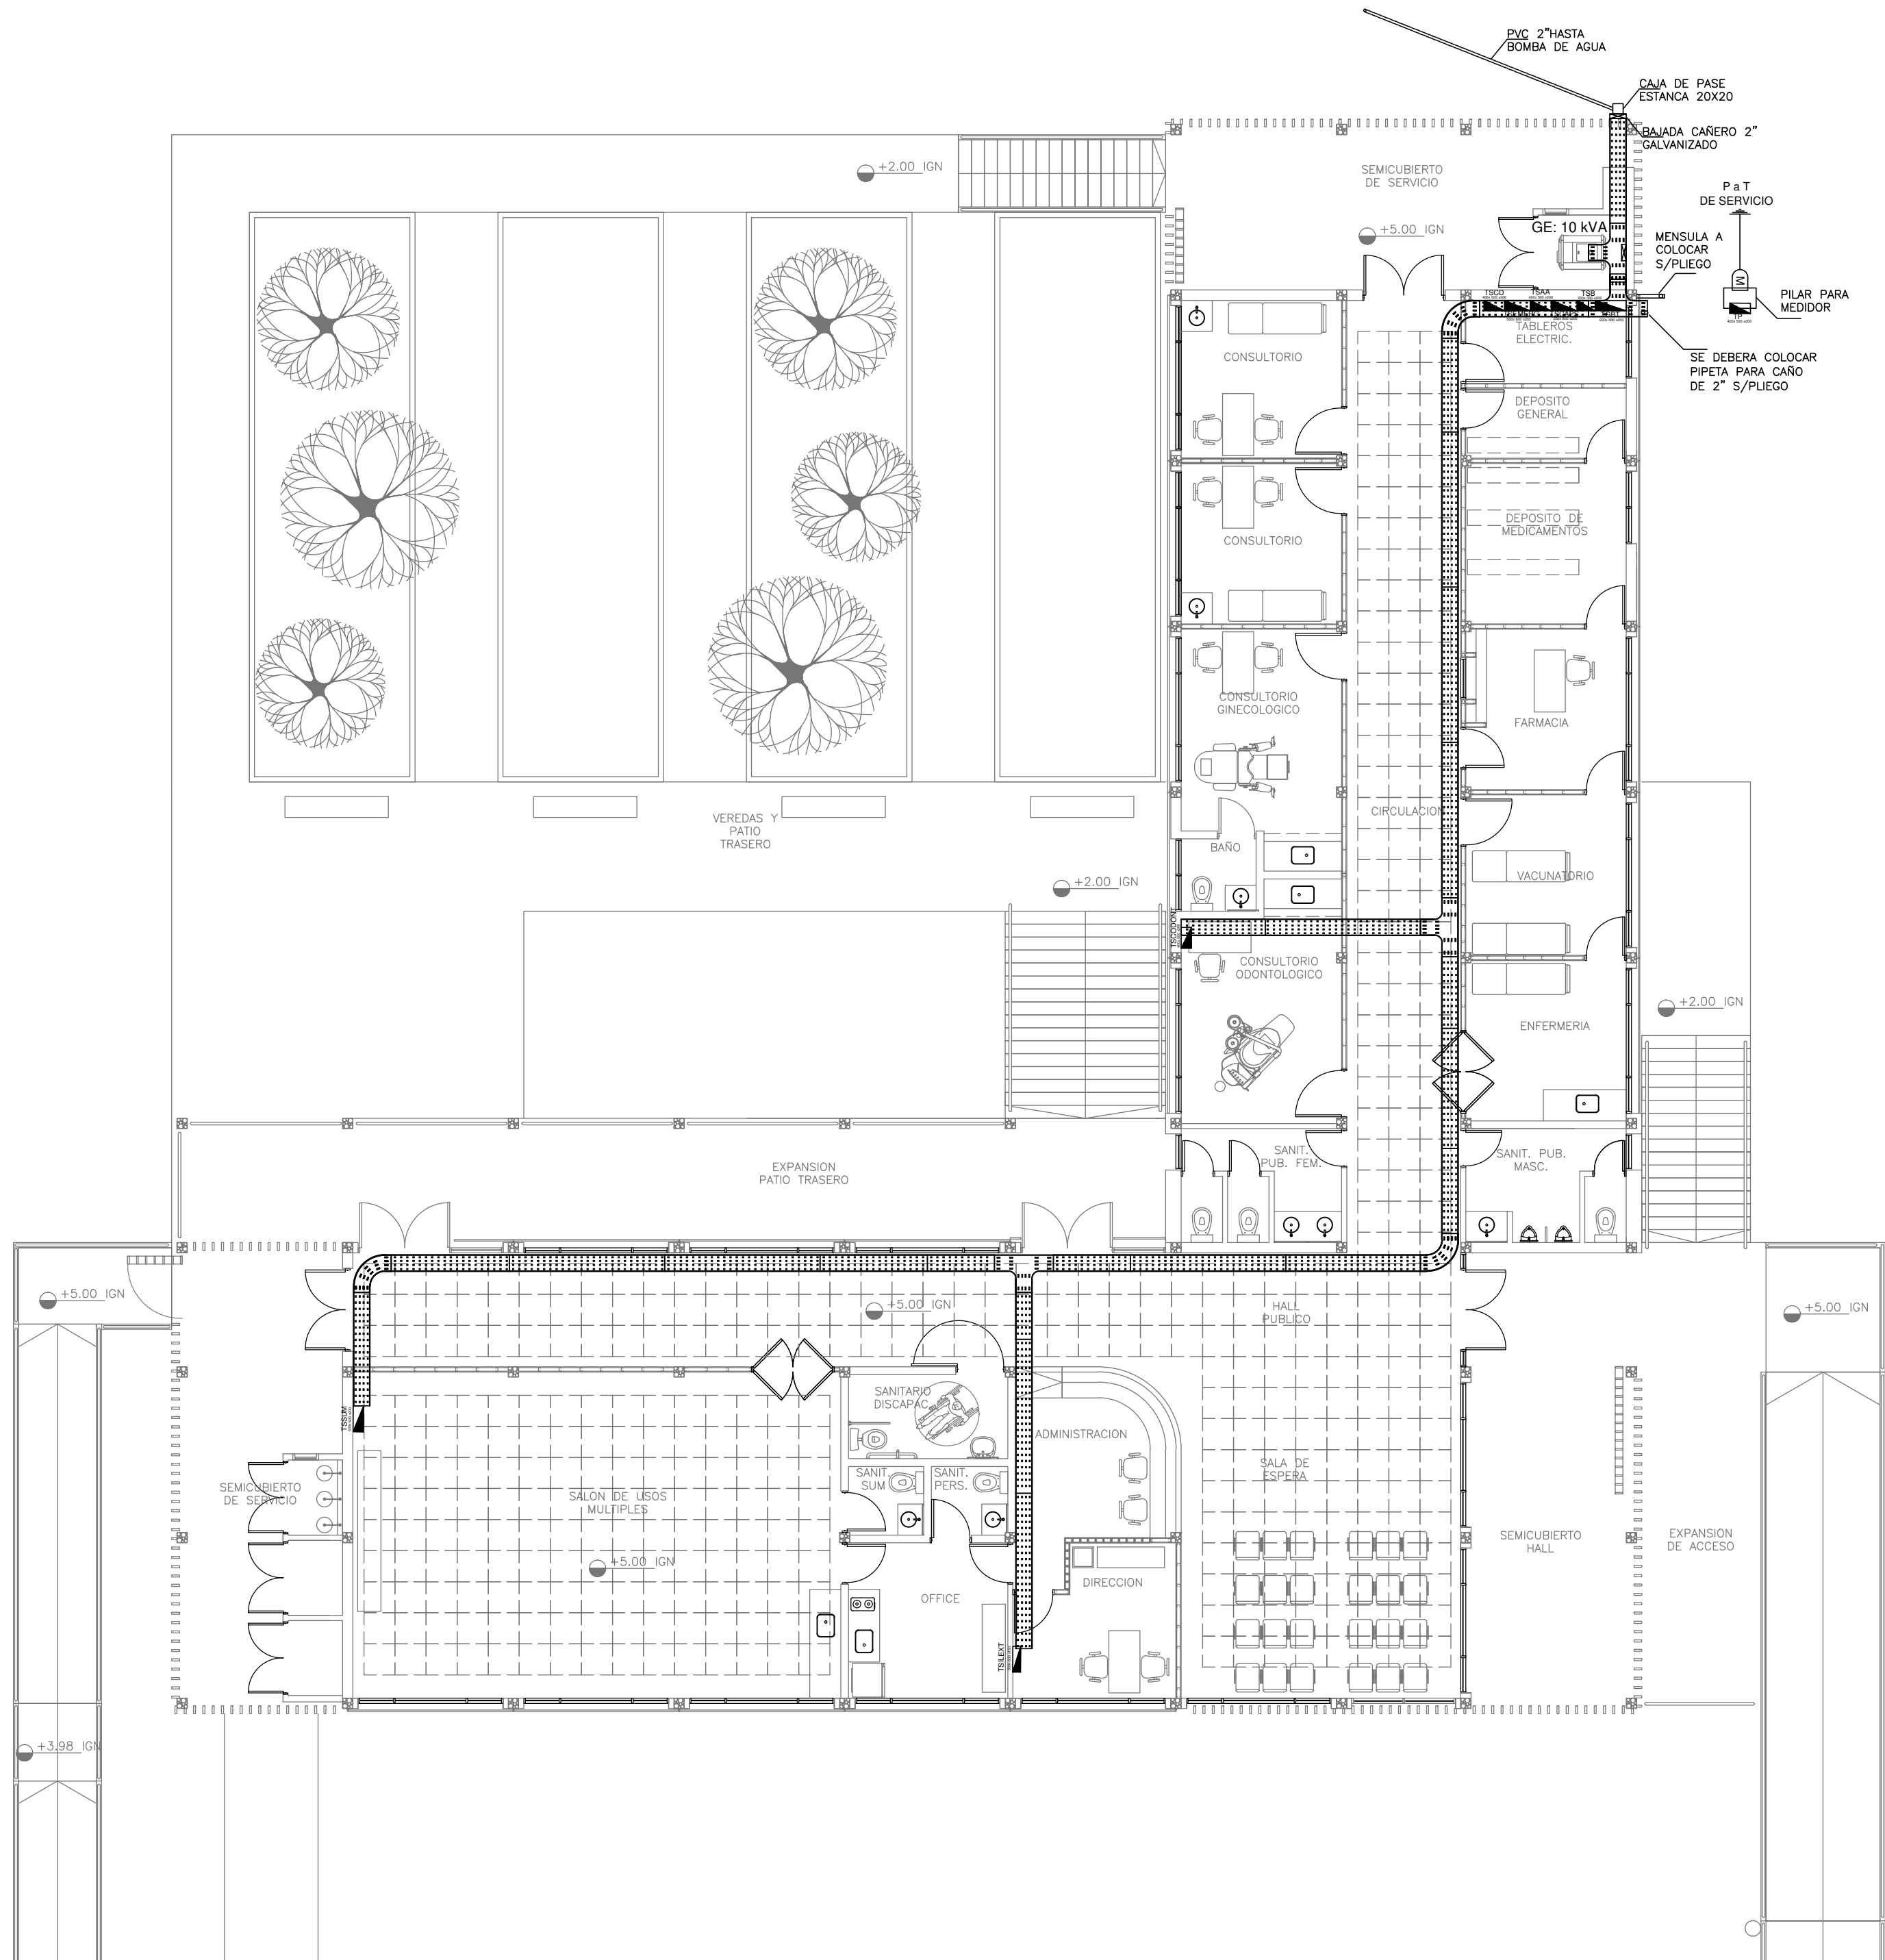 PVC 2"HASTA
BOMBA DE AGUA
CAJA DE PASE
ESTANCA 20X20
BAJADA CAÑERO 2"
GALVANIZADO
+2.00 IGN
SEMICUBIERTO
DE SERVICIO
P a T
DE SERVICIO
+5.00 IGN
GE: 10 kVA
MENSULA A
COLOCAR
S/PLIEGO
M
PILAR PARA
MEDIDOR
TP
TSCD
TSAA
TSB
TABLEROS
ELECTRIC.
SE DEBERA COLOCAR
PIPETA PARA CAÑO
DE 2" S/PLIEGO
CONSULTORIO
DEPOSITO
GENERAL
DEPOSITO DE
MEDICAMENTOS
CONSULTORIO
CONSULTORIO
GINECOLOGICO
FARMACIA
VEREDAS Y
PATIO
TRASERO
CIRCULACION
BAÑO
VACUNATORIO
+2.00 IGN
TSCODONT
CONSULTORIO
ODONTOLOGICO
+2.00 IGN
ENFERMERIA
SANIT.
PUB. FEM.
SANIT. PUB.
MASC.
EXPANSION
PATIO TRASERO
+5.00 IGN
+5.00 IGN
HALL
PUBLICO
+5.00 IGN
SANITARIO
DISCAPAC.
TSSUM
ADMINISTRACION
SALA DE
ESPERA
SEMICUBIERTO
DE SERVICIO
SALON DE USOS
MULTIPLES
SANIT.
SUM
SANIT.
PERS.
SEMICUBIERTO
HALL
EXPANSION
DE ACCESO
+5.00 IGN
OFFICE
DIRECCION
TSILEXT
+3.98 IGN